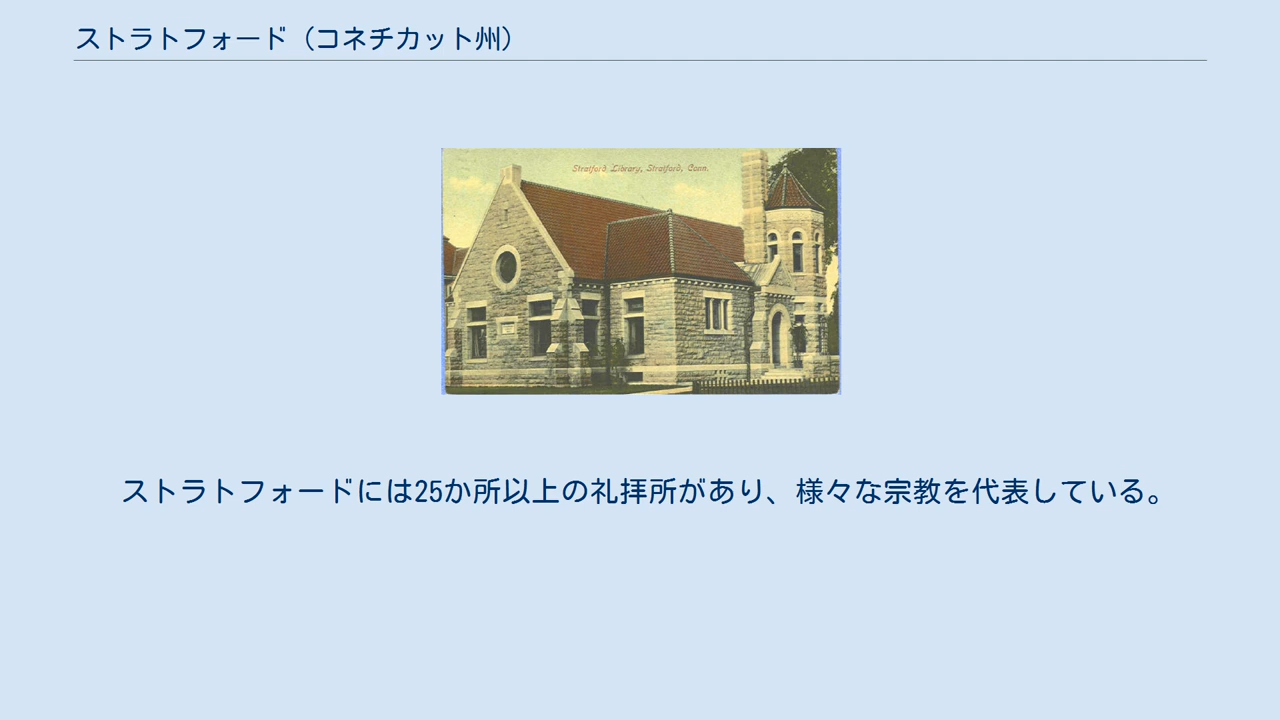 ストラトフォード（コネチカット州）
Stratford Library, Stratford, Conn.
ストラトフォードには25か所以上の礼拝所があり、様々な宗教を代表している。